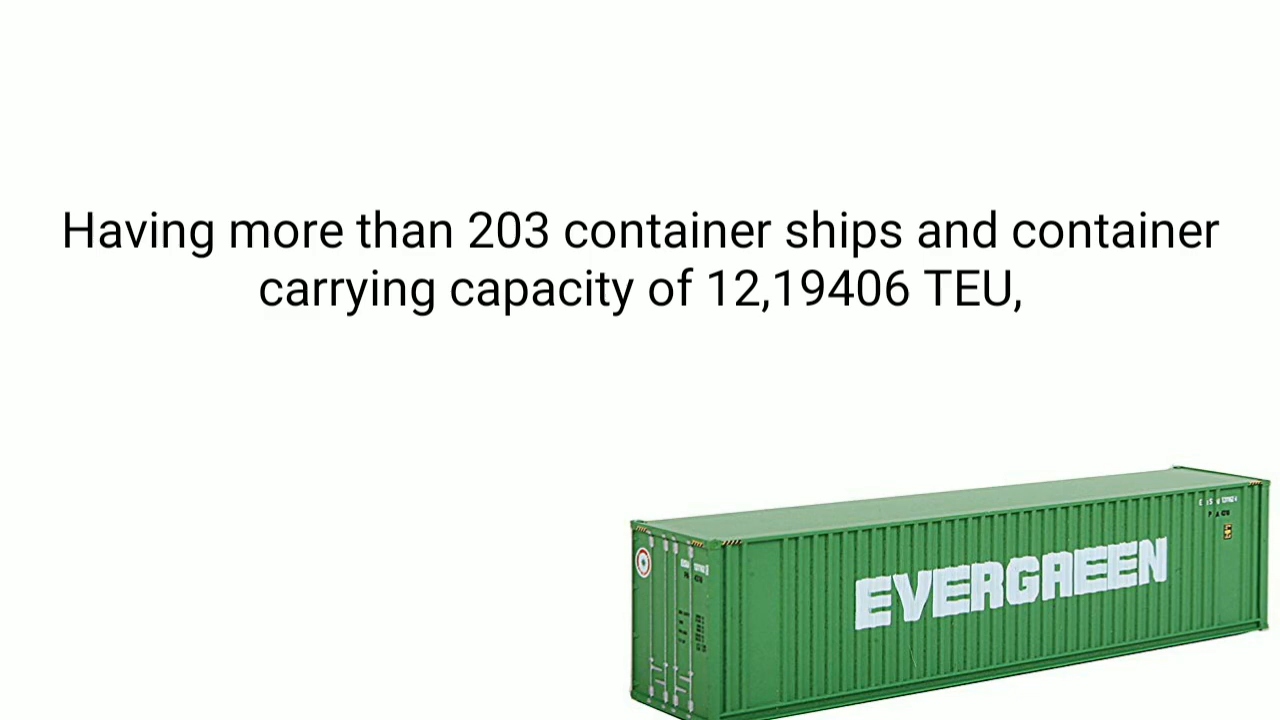 Having more than 203 container ships and container
carrying capacity of 12,19406 TEU,
EVERGREEN